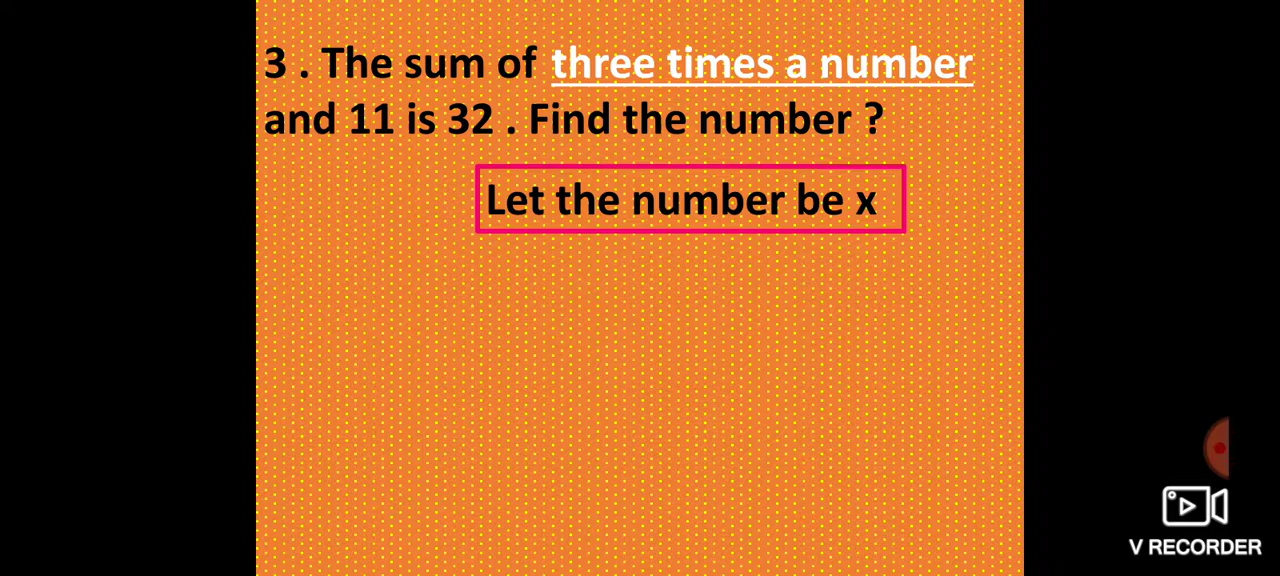 3 . The sum of three times a number
and 11 is 32 . Find the number ?
Let the number be x
V RECORDER